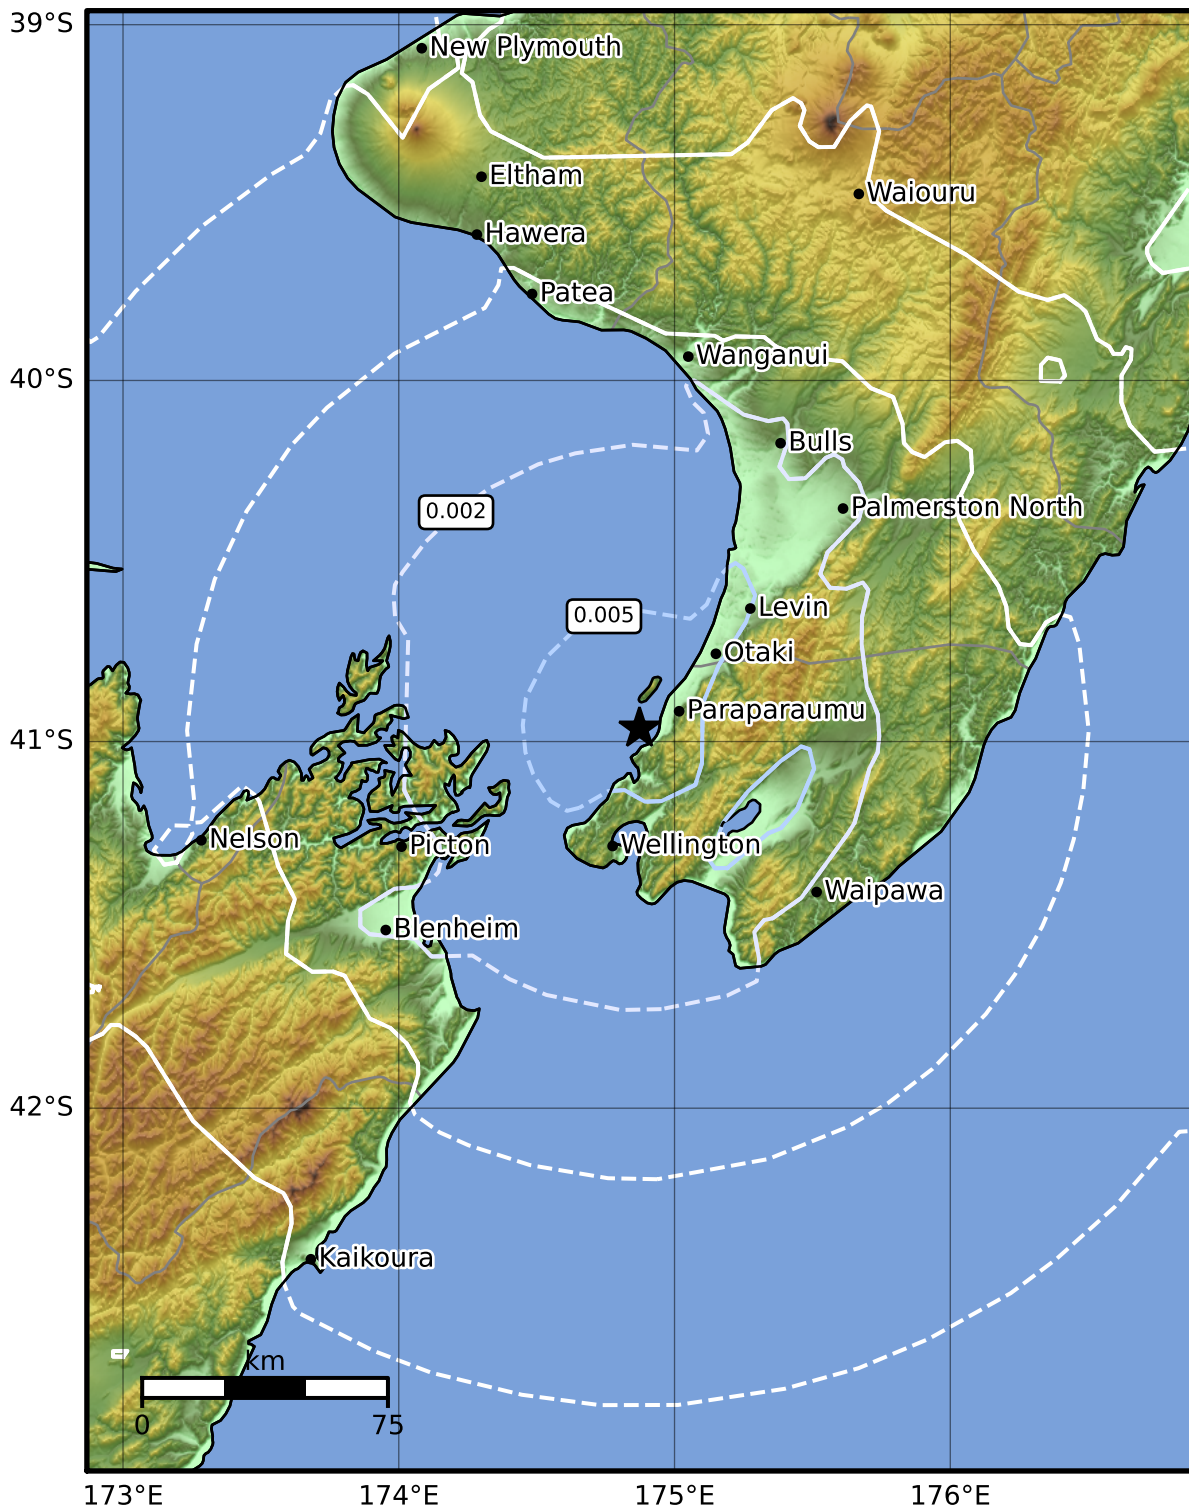 39°S
New Plymouth
Eltham
Waiouru
Hawera
Patea
Wanganui
40°S
Bulls
0.002
Palmerston North
0.005
Levin
Otaki
Paraparaumu
41°S
Nelson
Picton
Wellington
Waipawa
Blenheim
42°S
Kaikoura
km
0 75
173°E 174°E 175°E 176°E